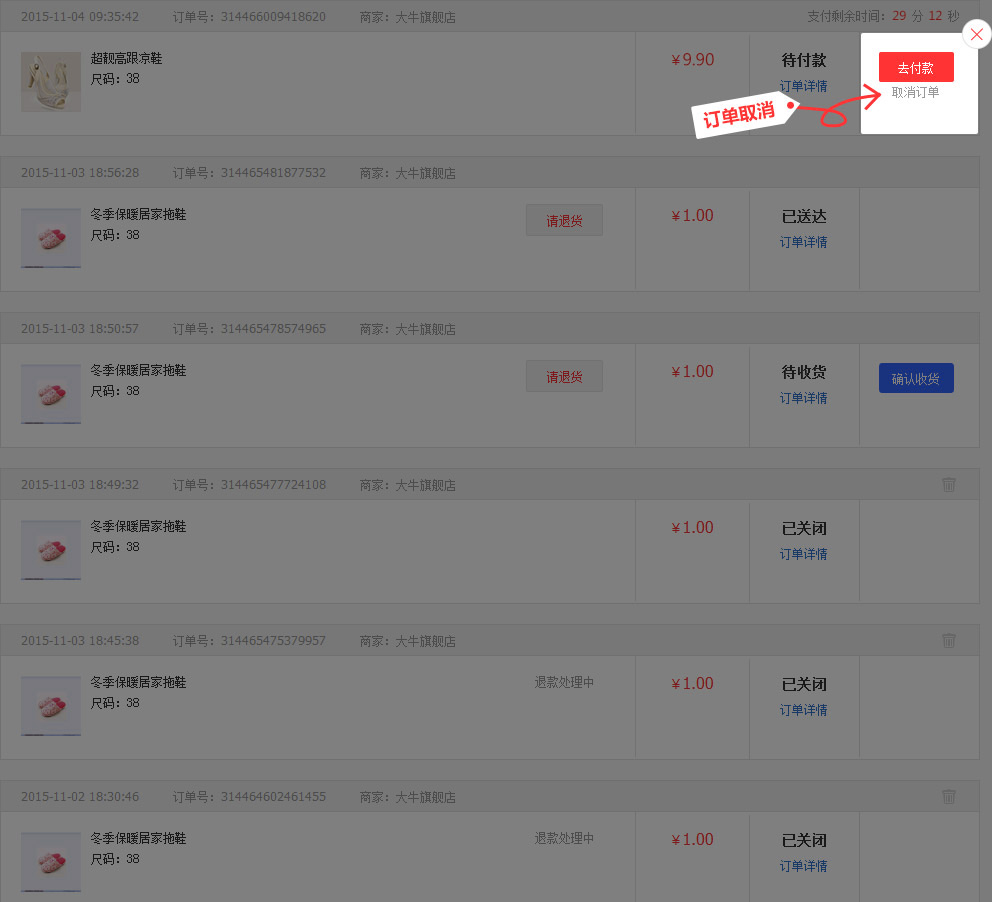 2015-11-04 09:35:42 订单号：314466009418620 商家：大牛旗舰店 支付剩余时间：29 分 12 秒
超靓高跟凉鞋 ￥9.90 待付款 去付款
尺码：38 订单详情 取消订单
订单取消
2015-11-03 18:56:28 订单号：314465481877532 商家：大牛旗舰店
冬季保暖居家拖鞋 请退货 ￥1.00 已送达
尺码：38 订单详情
2015-11-03 18:50:57 订单号：314465478574965 商家：大牛旗舰店
冬季保暖居家拖鞋 请退货 ￥1.00 待收货 确认收货
尺码：38 订单详情
2015-11-03 18:49:32 订单号：314465477724108 商家：大牛旗舰店
冬季保暖居家拖鞋 ￥1.00 已关闭
尺码：38 订单详情
2015-11-03 18:45:38 订单号：314465475379957 商家：大牛旗舰店
冬季保暖居家拖鞋 退款处理中 ￥1.00 已关闭
尺码：38 订单详情
2015-11-02 18:30:46 订单号：314464602461455 商家：大牛旗舰店
冬季保暖居家拖鞋 退款处理中 ￥1.00 已关闭
尺码：38 订单详情